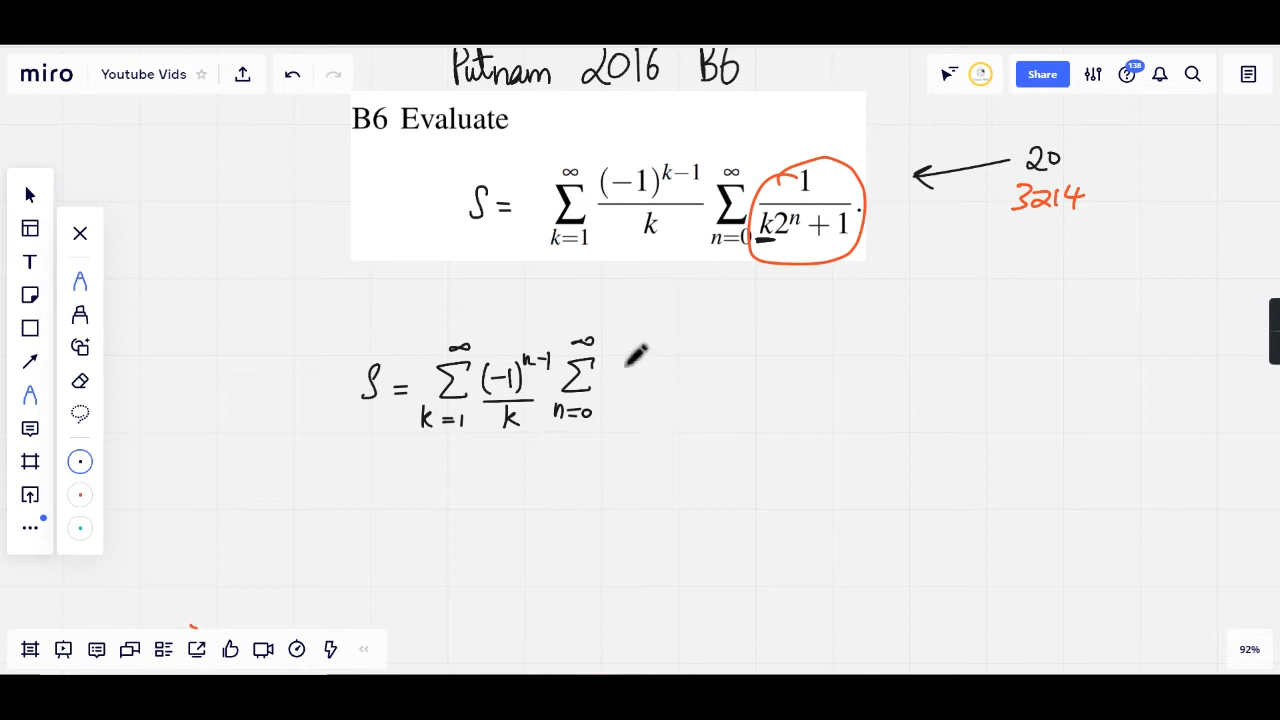 Putnam 2016 B6
miro Youtube Vids 138 Share
B6 Evaluate
S = ∞ ∑ k=1 (−1)^{k−1} / k ∞ ∑ n=0 1 / k2^n + 1 .
20
3214
S = ∞ ∑ k=1 (−1)^{n−1} / k ∞ ∑ n=0
T
92%